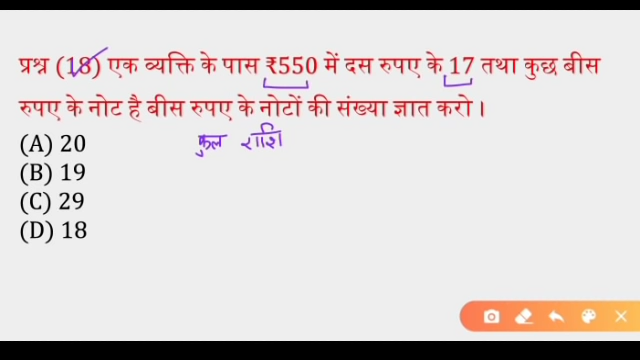 प्रश्न (18) एक व्यक्ति के पास ₹550 में दस रुपए के 17 तथा कुछ बीस
रुपए के नोट है बीस रुपए के नोटों की संख्या ज्ञात करो ।
(A) 20
कुल राशि
(B) 19
(C) 29
(D) 18